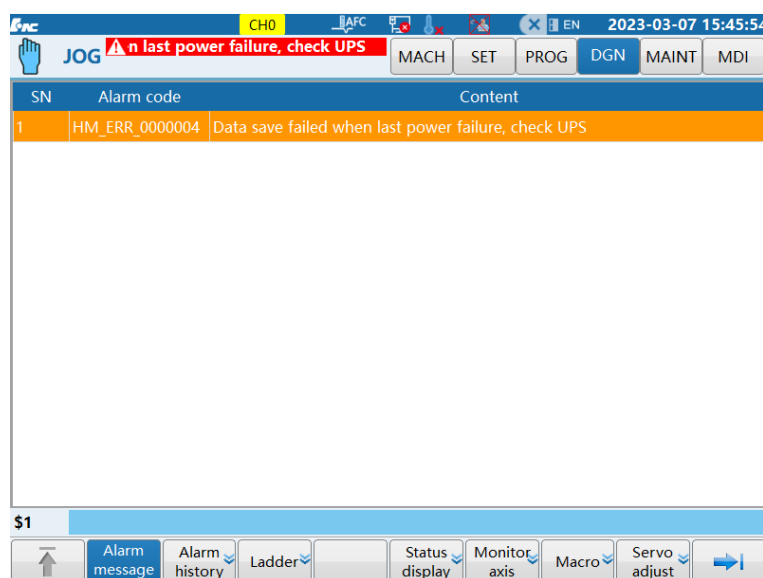 HNC CH0 AFC EN 2023-03-07 15:45:54
JOG n last power failure, check UPS MACH SET PROG DGN MAINT MDI
SN Alarm code Content
1 HM_ERR_0000004 Data save failed when last power failure, check UPS
$1
Alarm message Alarm history Ladder Status display Monitor axis Macro Servo adjust